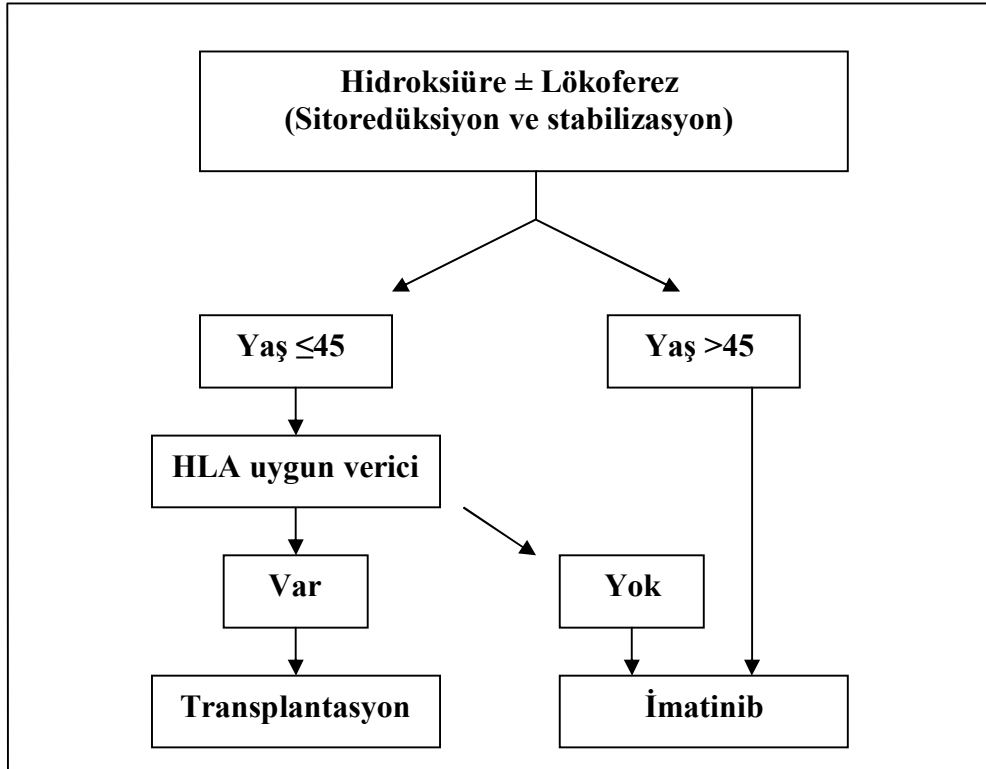 Hidroksiüre ± Lökoferez
(Sitoredüksiyon ve stabilizasyon)
Yaş ≤45
Yaş >45
HLA uygun verici
Var
Yok
Transplantasyon
İmatinib